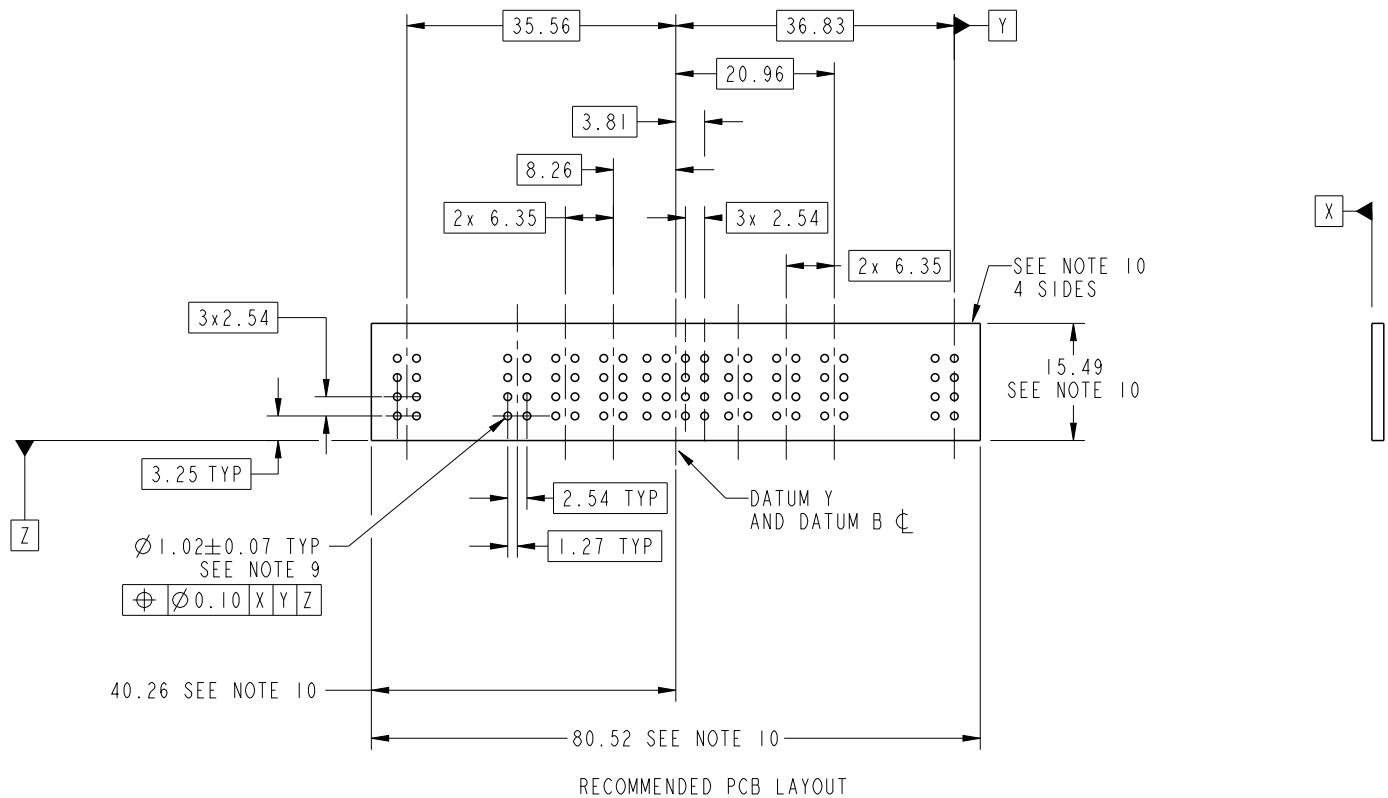 35.56
36.83
Y
20.96
3.81
8.26
2x 6.35
3x 2.54
X
2x 6.35
SEE NOTE 10
4 SIDES
3x2.54
15.49
SEE NOTE 10
3.25 TYP
2.54 TYP
DATUM Y
AND DATUM B ℄
Z
Ø1.02±0.07 TYP
SEE NOTE 9
1.27 TYP
⌖ Ø0.10 X Y Z
40.26 SEE NOTE 10
80.52 SEE NOTE 10
RECOMMENDED PCB LAYOUT